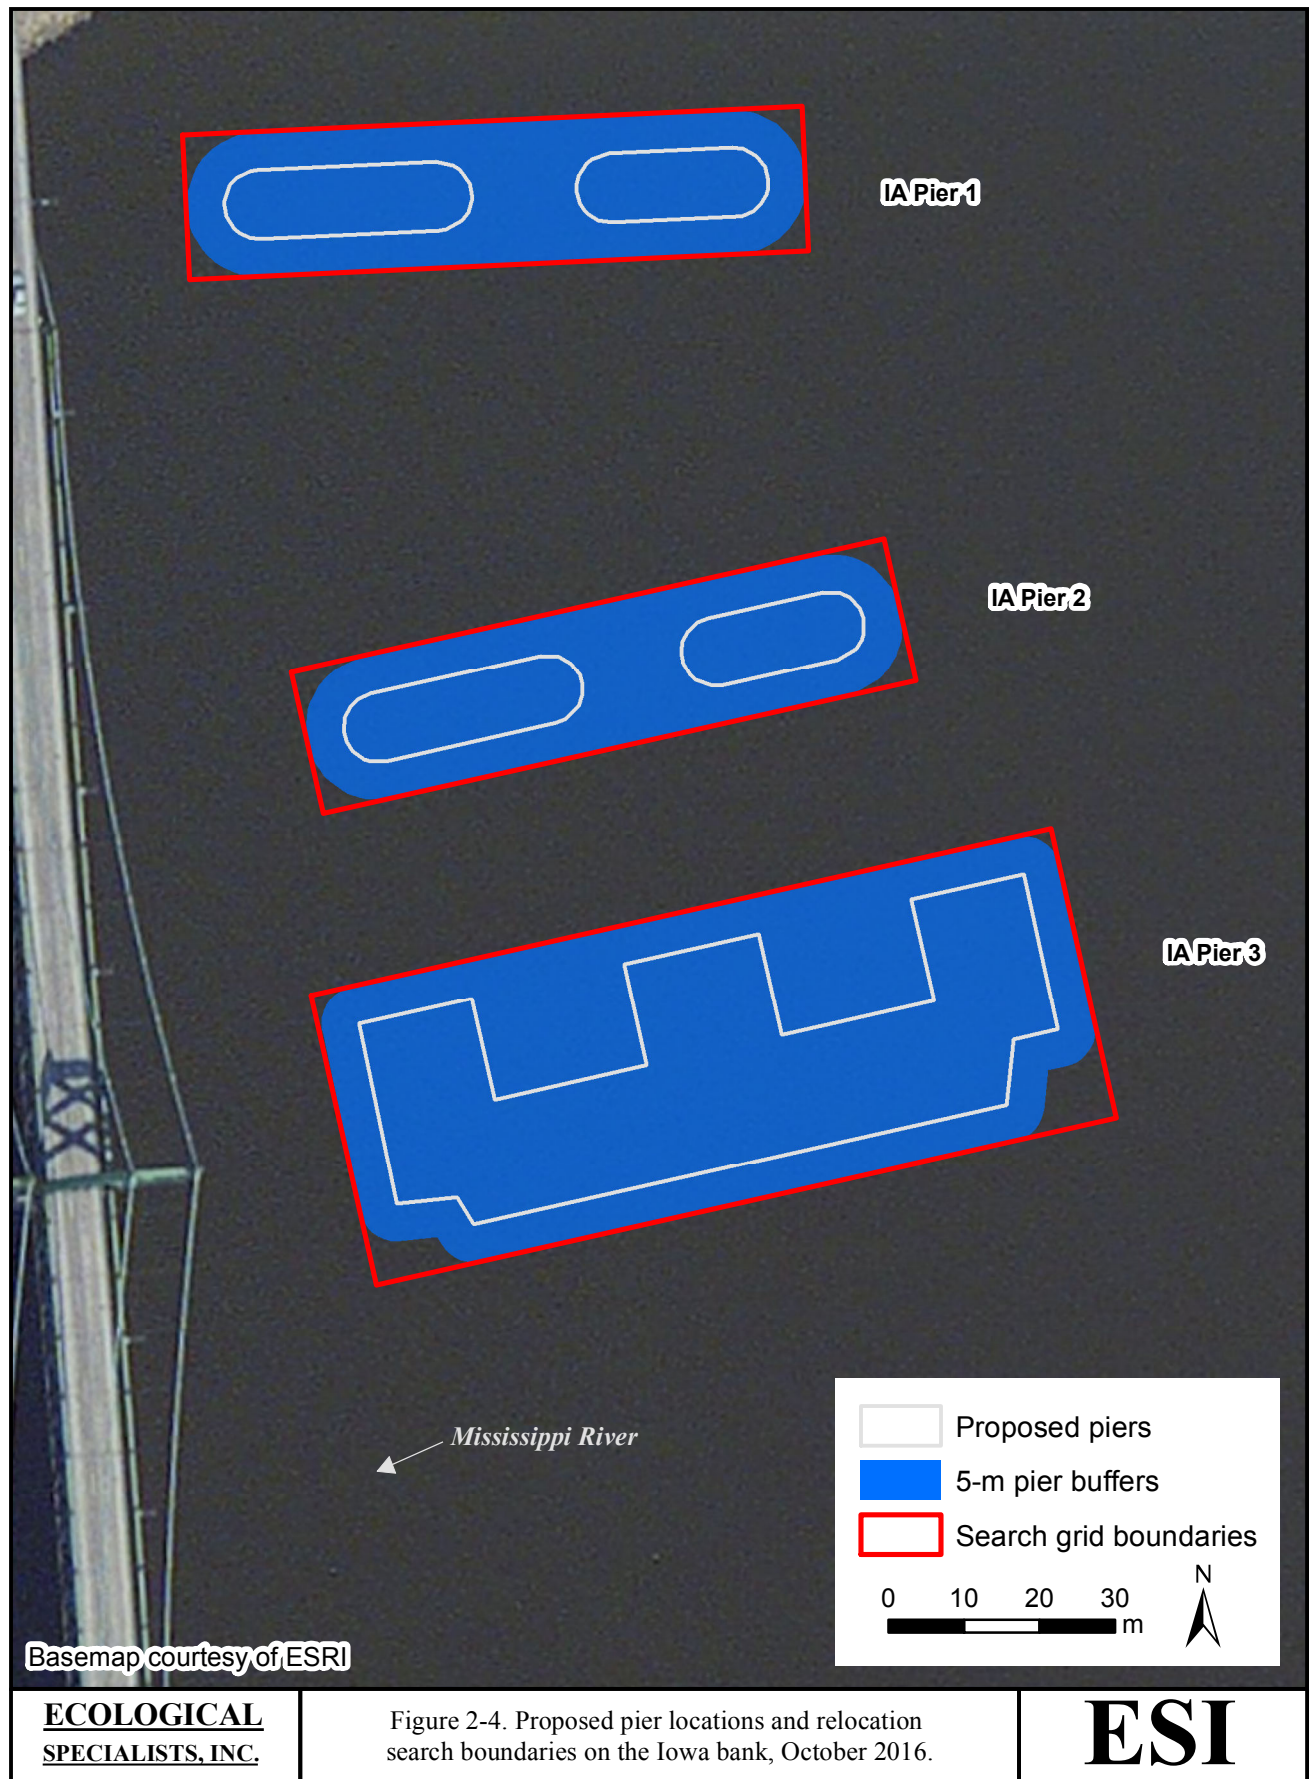 IA Pier 1
IA Pier 2
IA Pier 3
Mississippi River
Proposed piers
5-m pier buffers
Search grid boundaries
N
0 10 20 30
m
Basemap courtesy of ESRI
ECOLOGICAL
SPECIALISTS, INC.
Figure 2-4. Proposed pier locations and relocation
search boundaries on the Iowa bank, October 2016.
ESI